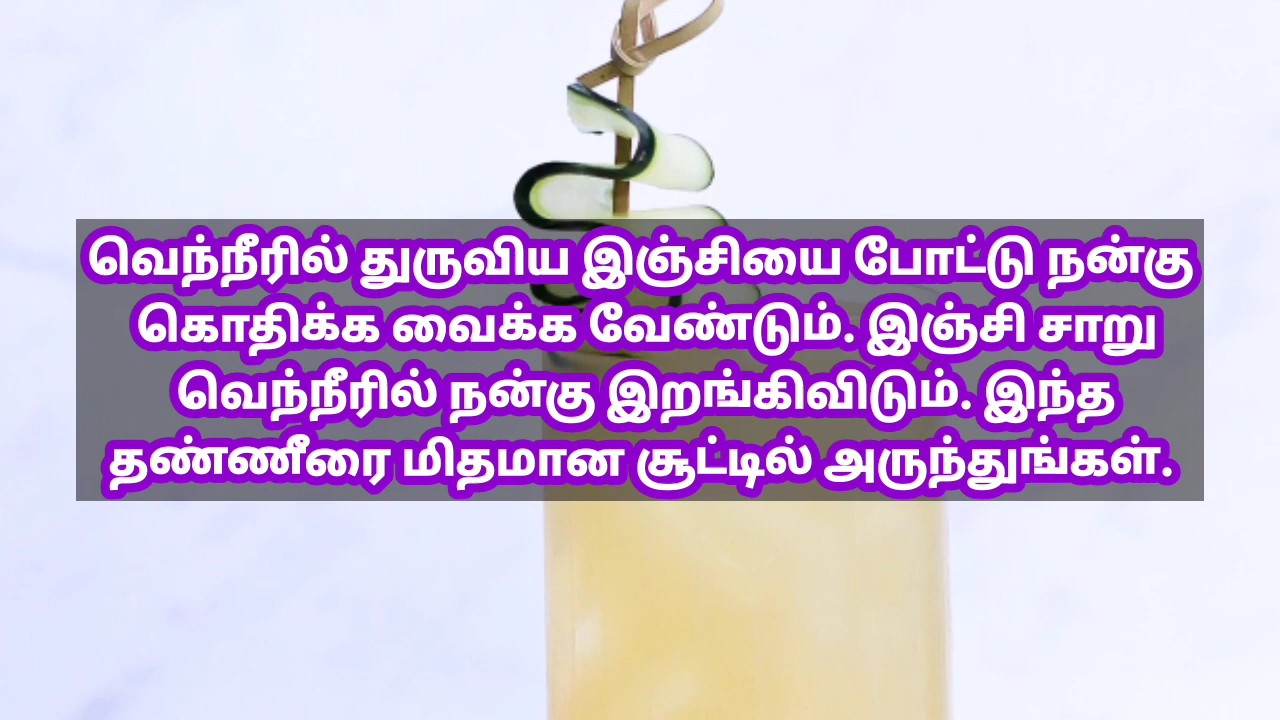 வெந்நீரில் துருவிய இஞ்சியை போட்டு நன்கு
கொதிக்க வைக்க வேண்டும். இஞ்சி சாறு
வெந்நீரில் நன்கு இறங்கிவிடும். இந்த
தண்ணீரை மிதமான சூட்டில் அருந்துங்கள்.